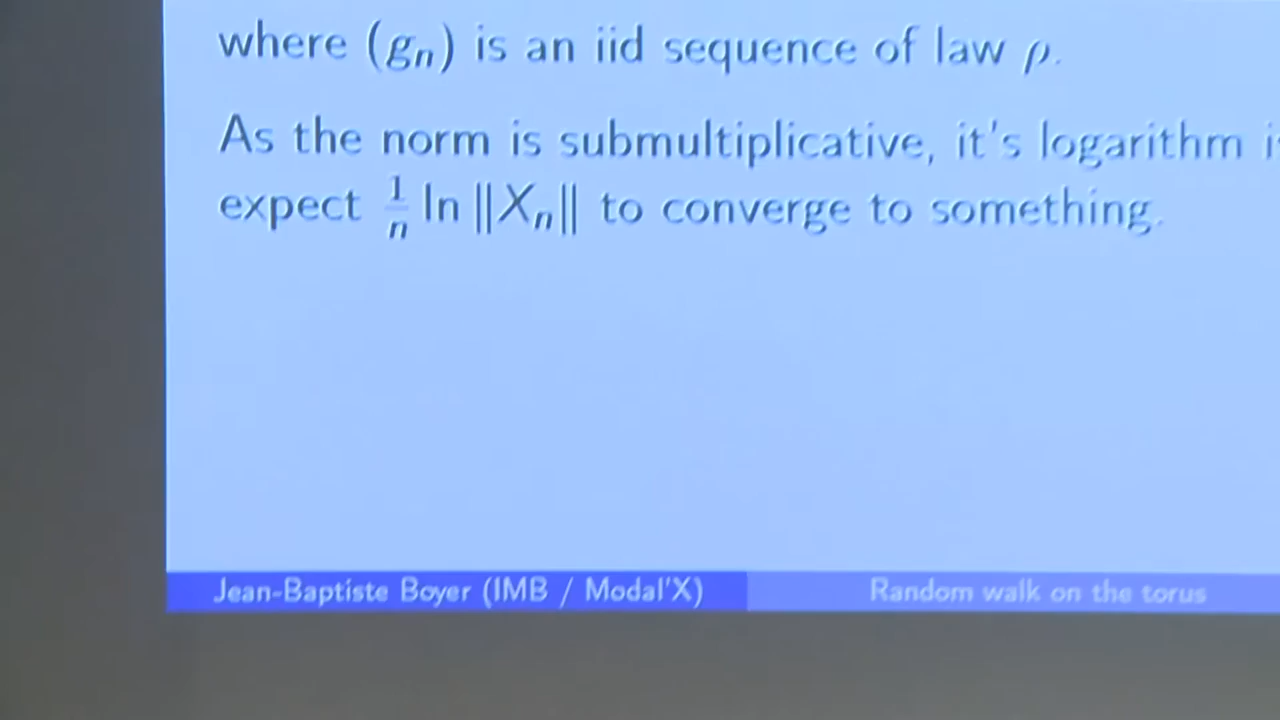 where (gₙ) is an iid sequence of law ρ.
As the norm is submultiplicative, it's logarithm
expect 1/n ln ‖Xₙ‖ to converge to something.
Jean-Baptiste Boyer (IMB / Modal'X)
Random walk on the torus